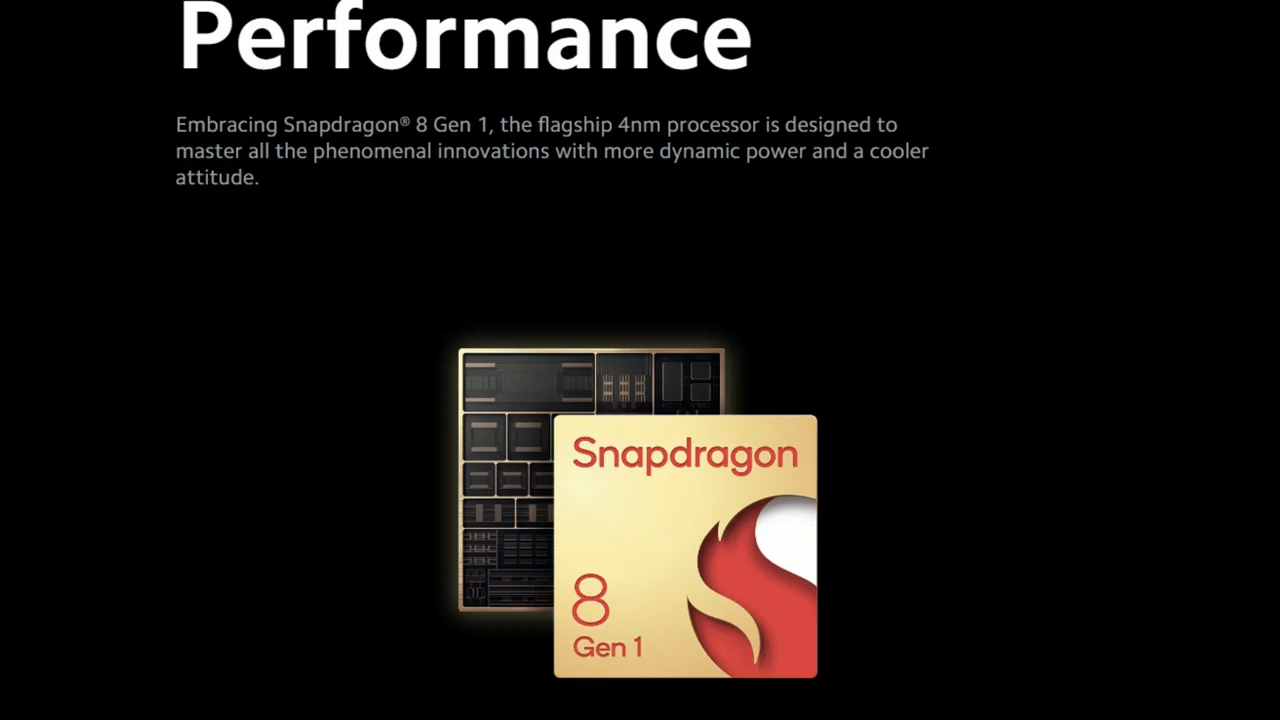 Performance
Embracing Snapdragon® 8 Gen 1, the flagship 4nm processor is designed to
master all the phenomenal innovations with more dynamic power and a cooler
attitude.
Snapdragon
8
Gen 1